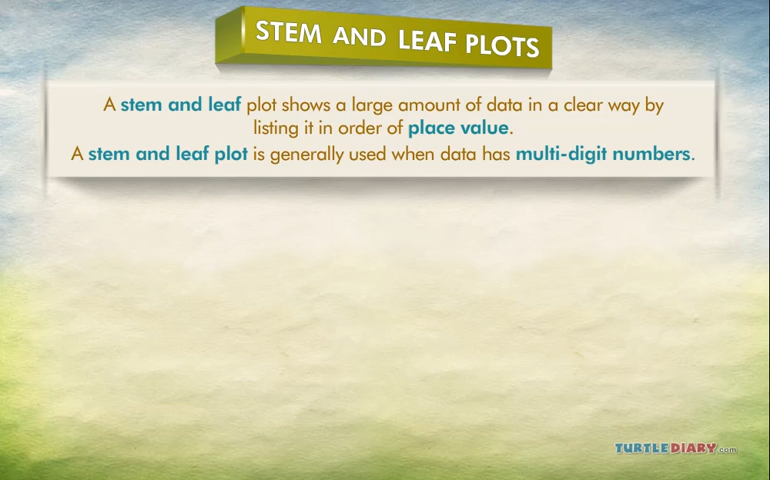 STEM AND LEAF PLOTS
A stem and leaf plot shows a large amount of data in a clear way by
listing it in order of place value.
A stem and leaf plot is generally used when data has multi-digit numbers.
TURTLEDIARY.com